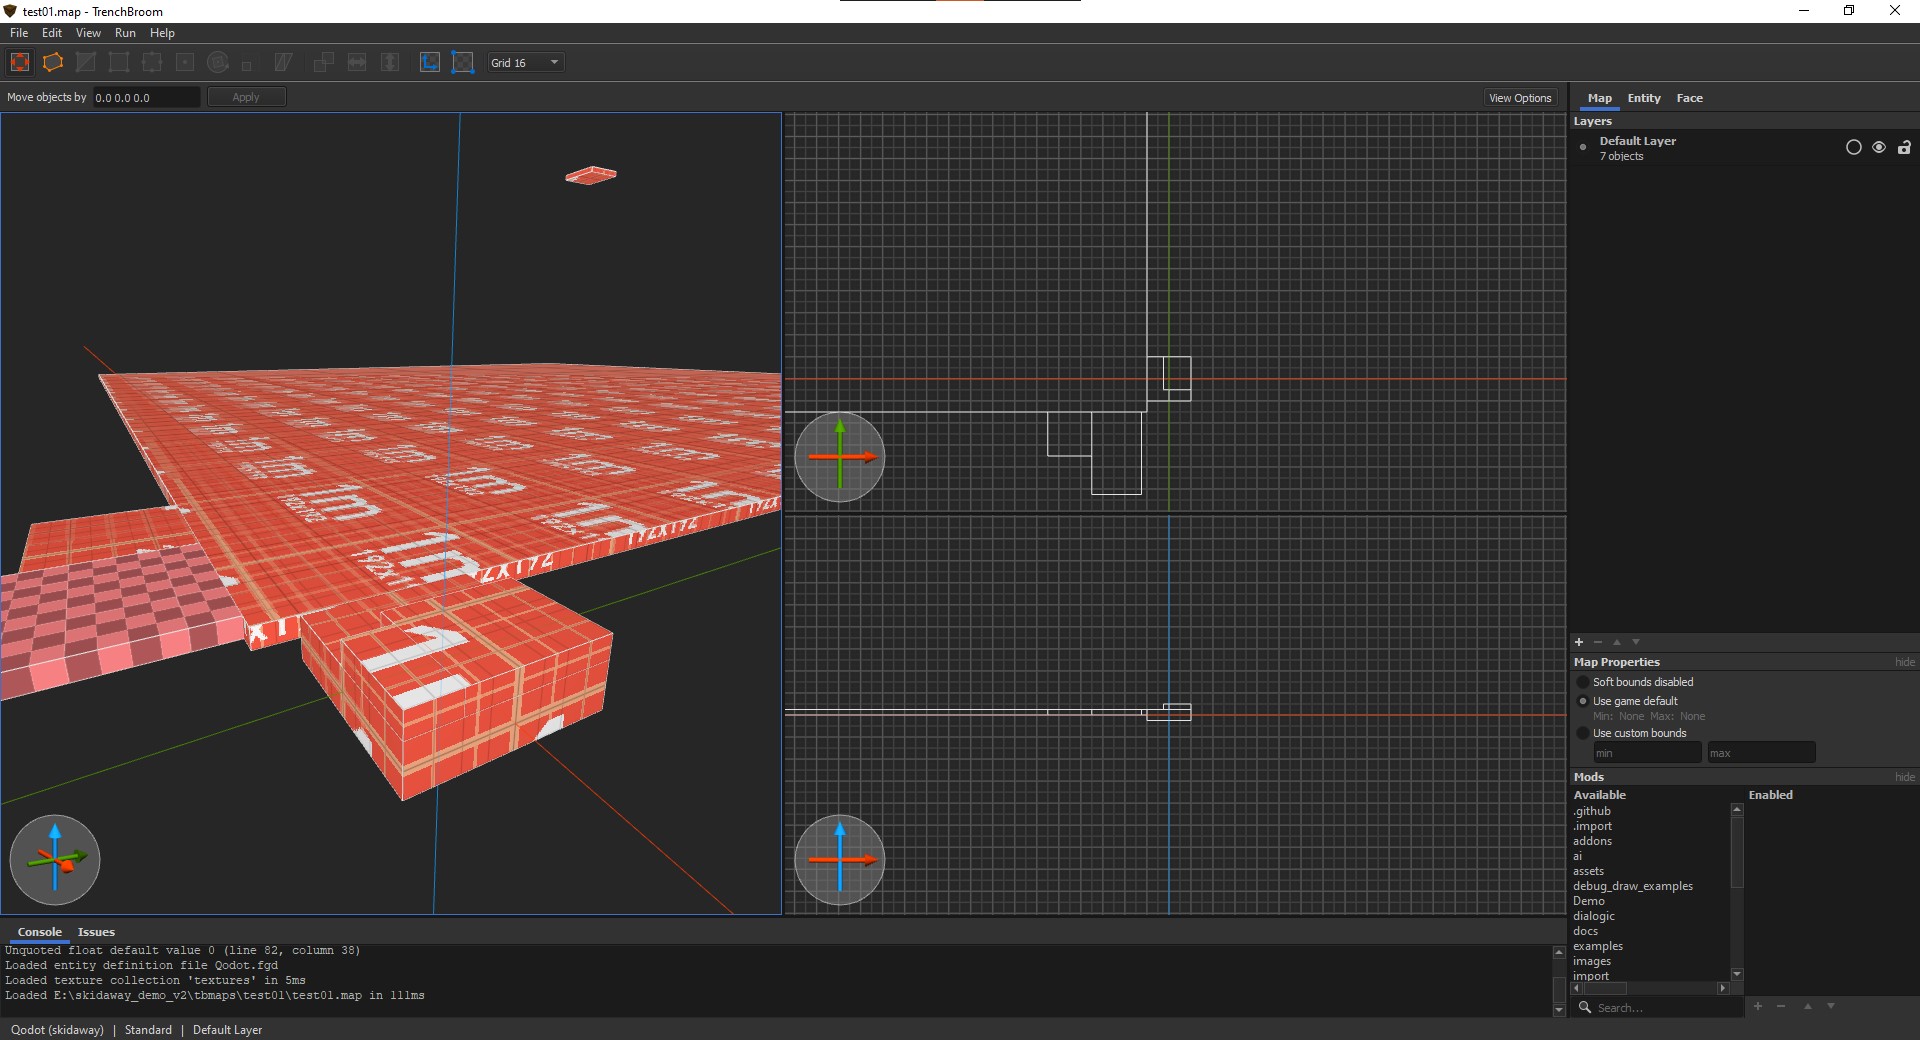 test01.map - TrenchBroom
File Edit View Run Help
Grid 16
Move objects by 0.0 0.0 0.0 Apply View Options
Map Entity Face
Layers
Default Layer
7 objects
1m
192x192
1m
1m
1m
Map Properties hide
Soft bounds disabled
Use game default
Min: None Max: None
Use custom bounds
min max
Mods hide
Available Enabled
.github
.import
addons
ai
assets
debug_draw_examples
Demo
dialogic
docs
examples
images
import
Search...
Console Issues
Unquoted float default value 0 (line 82, column 38)
Loaded entity definition file Qodot.fgd
Loaded texture collection 'textures' in 5ms
Loaded E:\skidaway_demo_v2\tbmaps\test01\test01.map in 111ms
Qodot (skidaway) | Standard | Default Layer